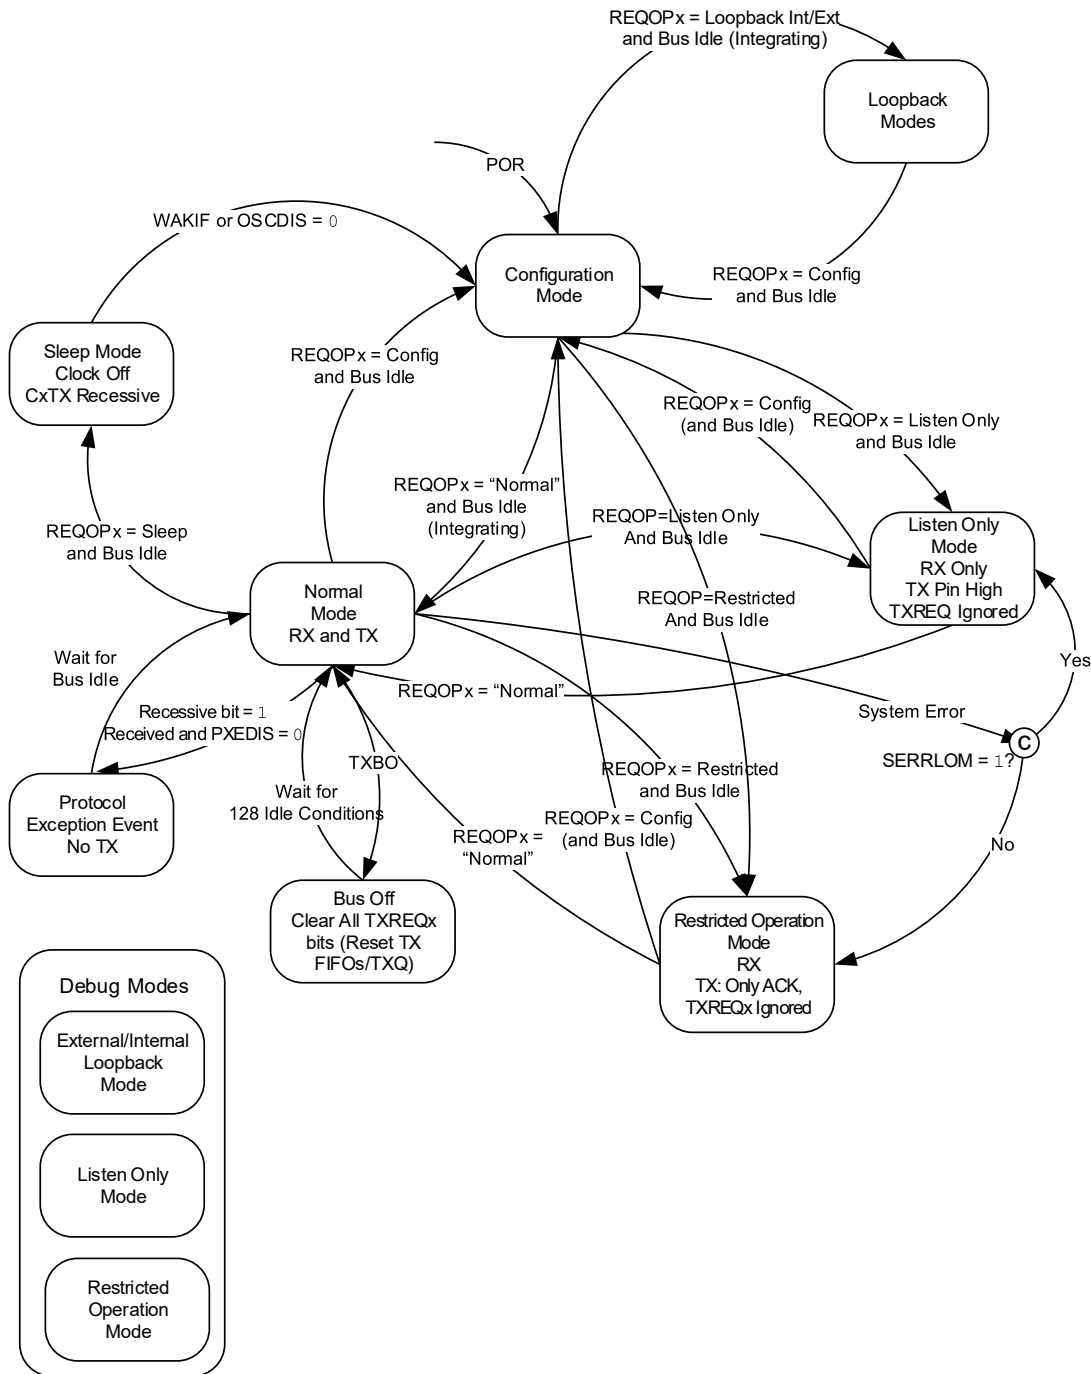 REQOPx = Loopback Int/Ext
and Bus Idle (Integrating)
Loopback
Modes
POR
WAKIF or OSCDIS = 0
Configuration
Mode
REQOPx = Config
and Bus Idle
Sleep Mode
Clock Off
CxTX Recessive
REQOPx = Config
and Bus Idle
REQOPx = Config
(and Bus Idle)
REQOPx = Listen Only
and Bus Idle
REQOPx = “Normal”
and Bus Idle
(Integrating)
REQOP=Listen Only
And Bus Idle
REQOPx = Sleep
and Bus Idle
Listen Only
Mode
RX Only
TX Pin High
TXREQ Ignored
Normal
Mode
RX and TX
REQOP=Restricted
And Bus Idle
Wait for
Bus Idle
Yes
REQOPx = “Normal”
Recessive bit = 1
Received and PXEDIS = 0
System Error
C
SERRLOM = 1?
TXBO
REQOPx = Restricted
and Bus Idle
Wait for
128 Idle Conditions
Protocol
Exception Event
No TX
REQOPx = Config
(and Bus Idle)
REQOPx =
“Normal”
No
Bus Off
Clear All TXREQx
bits (Reset TX
FIFOs/TXQ)
Restricted Operation
Mode
RX
TX: Only ACK,
TXREQx Ignored
Debug Modes
External/Internal
Loopback
Mode
Listen Only
Mode
Restricted
Operation
Mode